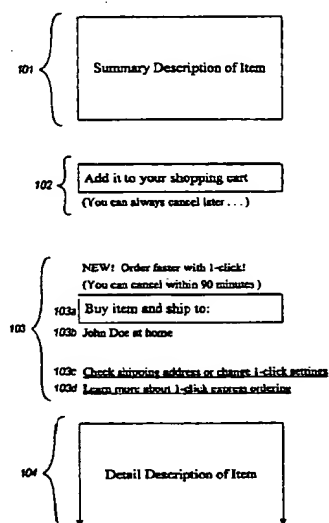 101
Summary Description of Item
102
Add it to your shopping cart
(You can always cancel later . . . )
NEW! Order faster with 1-click!
(You can cancel within 90 minutes )
103
103a Buy item and ship to:
103b John Doe at home
103c Check shipping address or change 1-click settings
103d Learn more about 1-click express ordering
104
Detail Description of Item